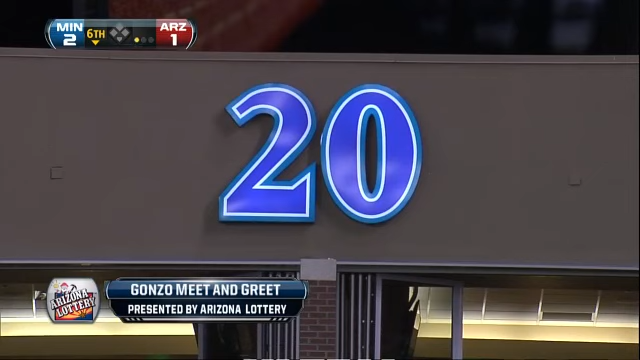 MIN 6TH ARZ
2 1
20
ARIZONA LOTTERY
GONZO MEET AND GREET
PRESENTED BY ARIZONA LOTTERY